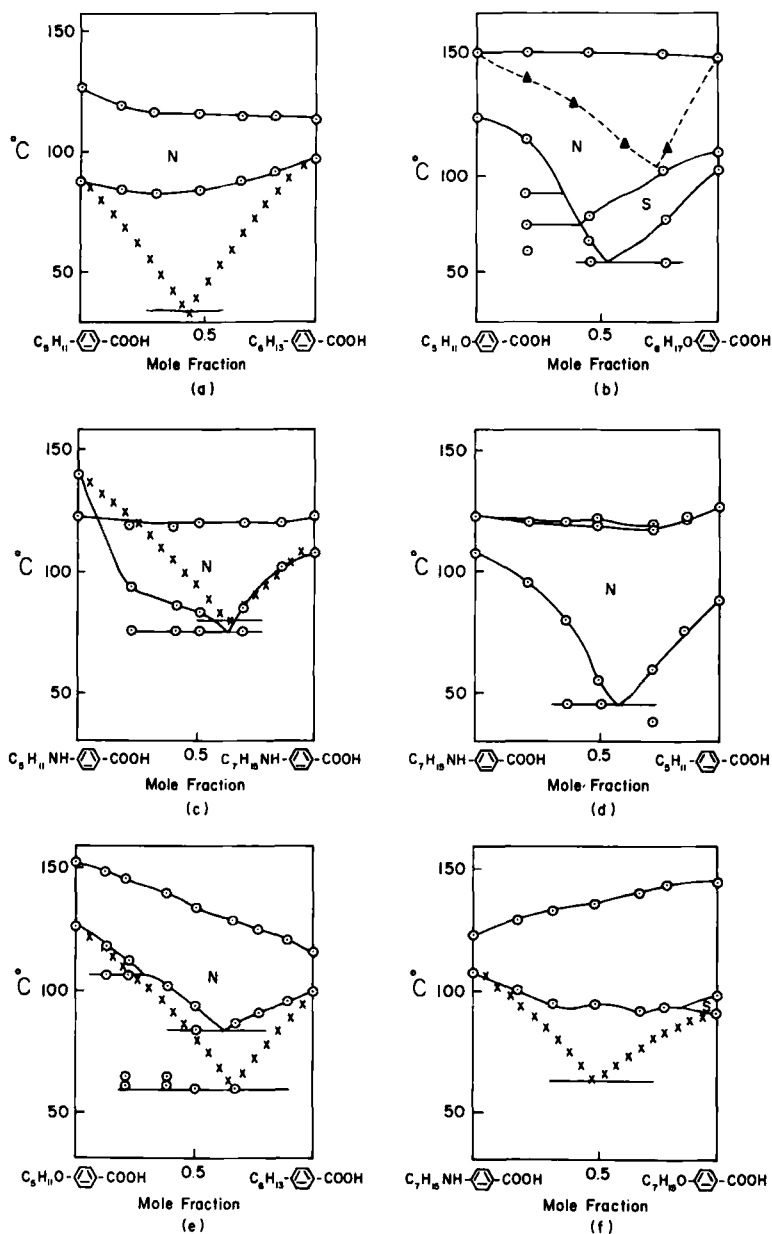 150
°C
100
50
N
0.5
C₅H₁₁-⌬-COOH C₆H₁₃-⌬-COOH
Mole Fraction
(a)
150
°C
100
50
N
S
0.5
C₅H₁₁O-⌬-COOH C₈H₁₇O-⌬-COOH
Mole Fraction
(b)
150
°C
100
50
N
0.5
C₅H₁₁NH-⌬-COOH C₇H₁₅NH-⌬-COOH
Mole Fraction
(c)
150
°C
100
50
N
0.5
C₇H₁₅NH-⌬-COOH C₅H₁₁-⌬-COOH
Mole Fraction
(d)
150
°C
100
50
N
0.5
C₅H₁₁O-⌬-COOH C₆H₁₃-⌬-COOH
Mole Fraction
(e)
150
°C
100
50
N
S
0.5
C₇H₁₅NH-⌬-COOH C₇H₁₅O-⌬-COOH
Mole Fraction
(f)